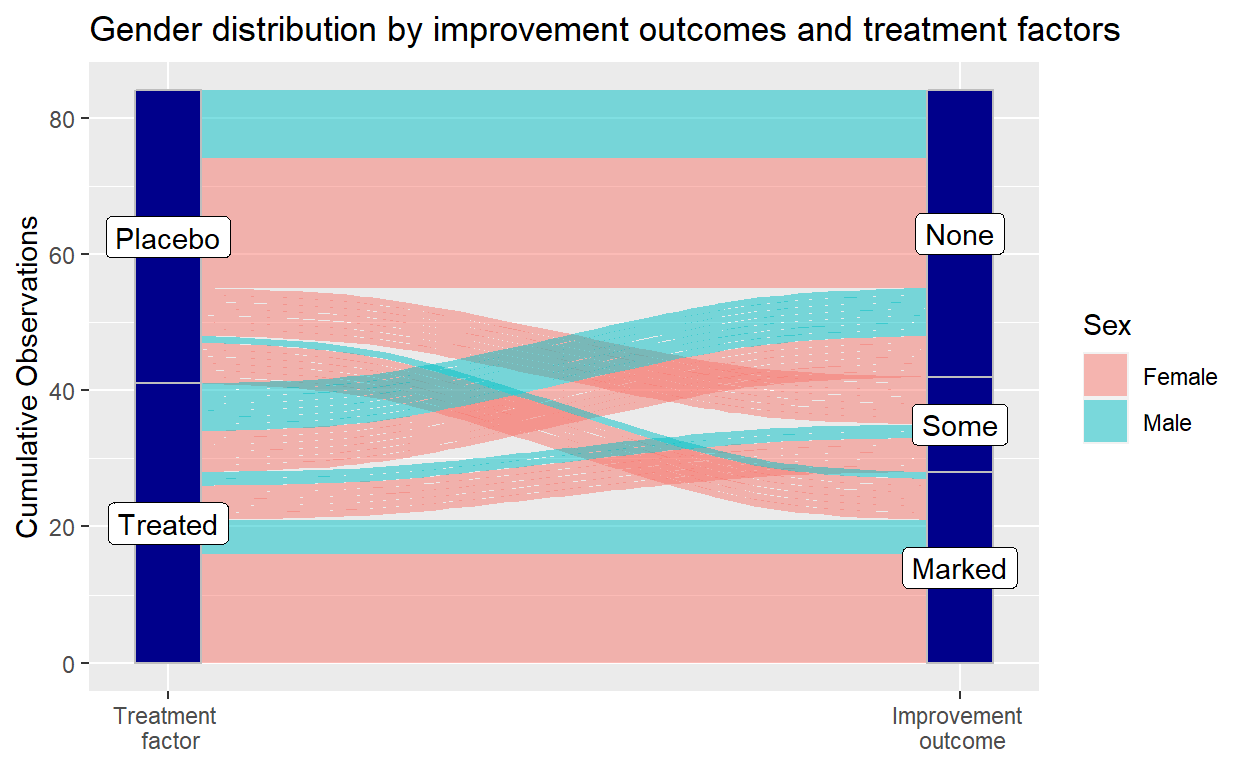 Gender distribution by improvement outcomes and treatment factors
Cumulative Observations
80
60
40
20
0
Placebo
Treated
None
Some
Marked
Treatment
factor
Improvement
outcome
Sex
Female
Male